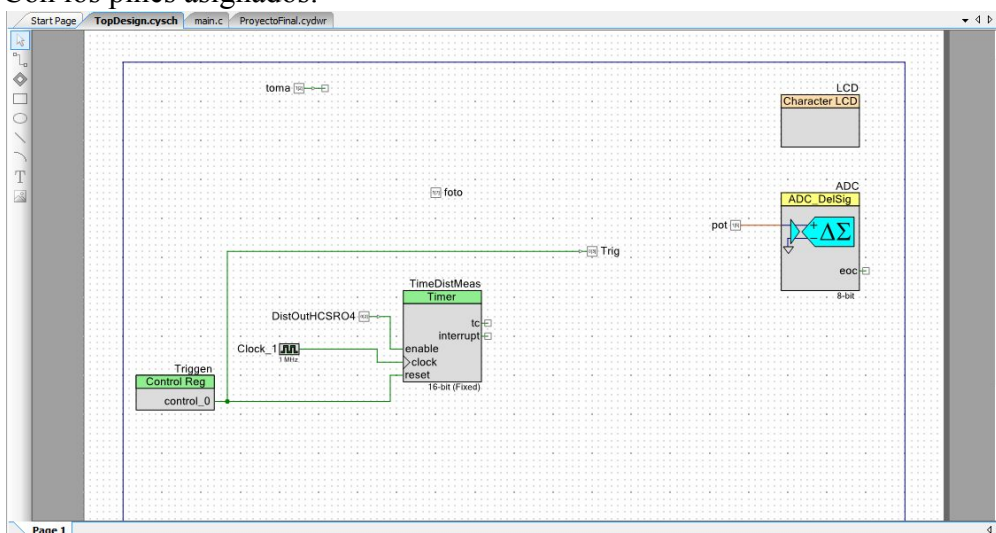 Con los pines asignados.
Start Page TopDesign.cysch main.c ProyectoFinal.cydwr
toma
LCD
Character LCD
foto
ADC
ADC_DelSig
pot
ΔΣ
Trig
eoc
8-bit
TimeDistMeas
Timer
DistOutHCSRO4
tc
interrupt
Clock_1
1 MHz
enable
clock
reset
16-bit (Fixed)
Triggen
Control Reg
control_0
T
Page 1